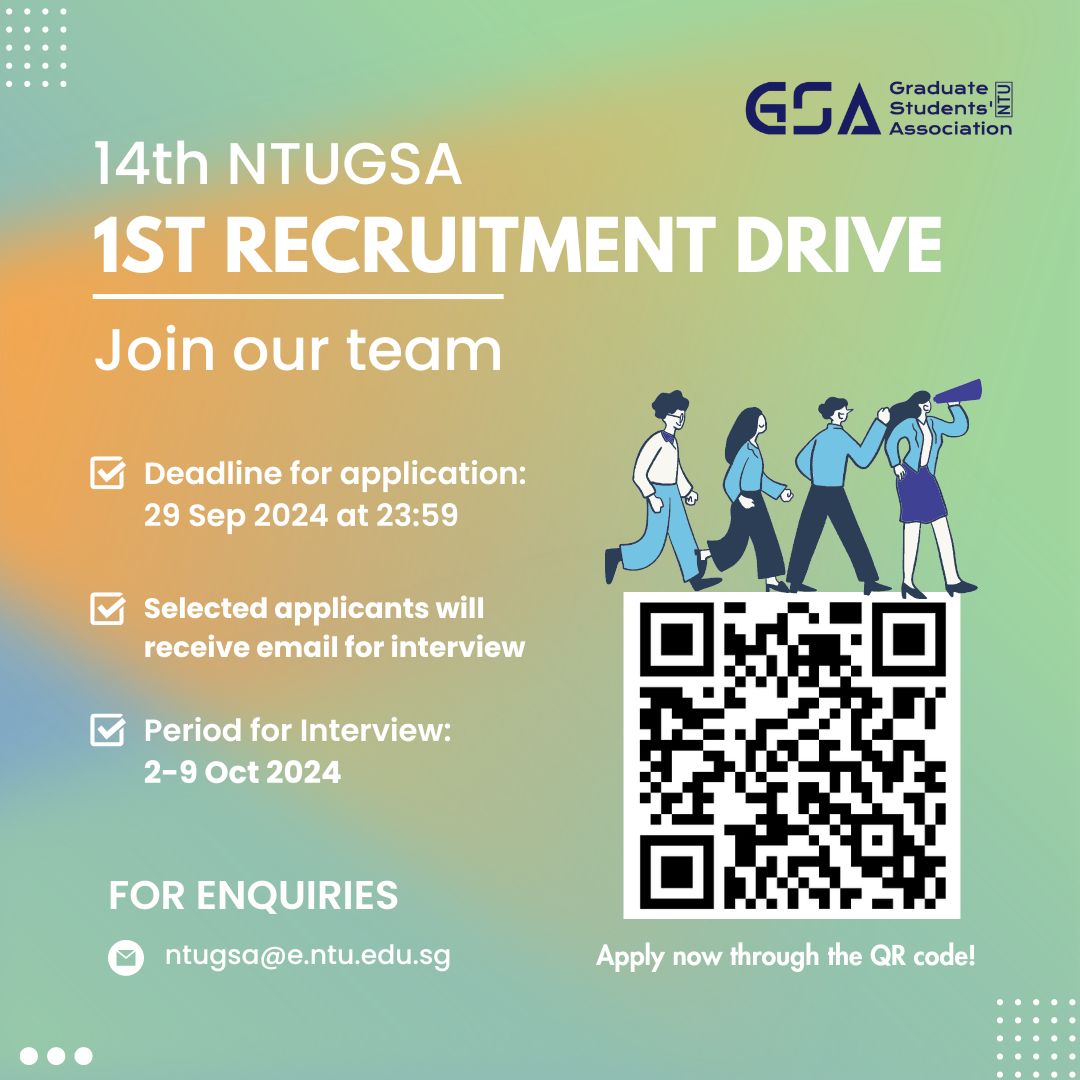 GSA
Graduate
Students'
Association
NTU
14th NTUGSA
1ST RECRUITMENT DRIVE
Join our team
Deadline for application:
29 Sep 2024 at 23:59
Selected applicants will
receive email for interview
Period for Interview:
2-9 Oct 2024
FOR ENQUIRIES
ntugsa@e.ntu.edu.sg
Apply now through the QR code!